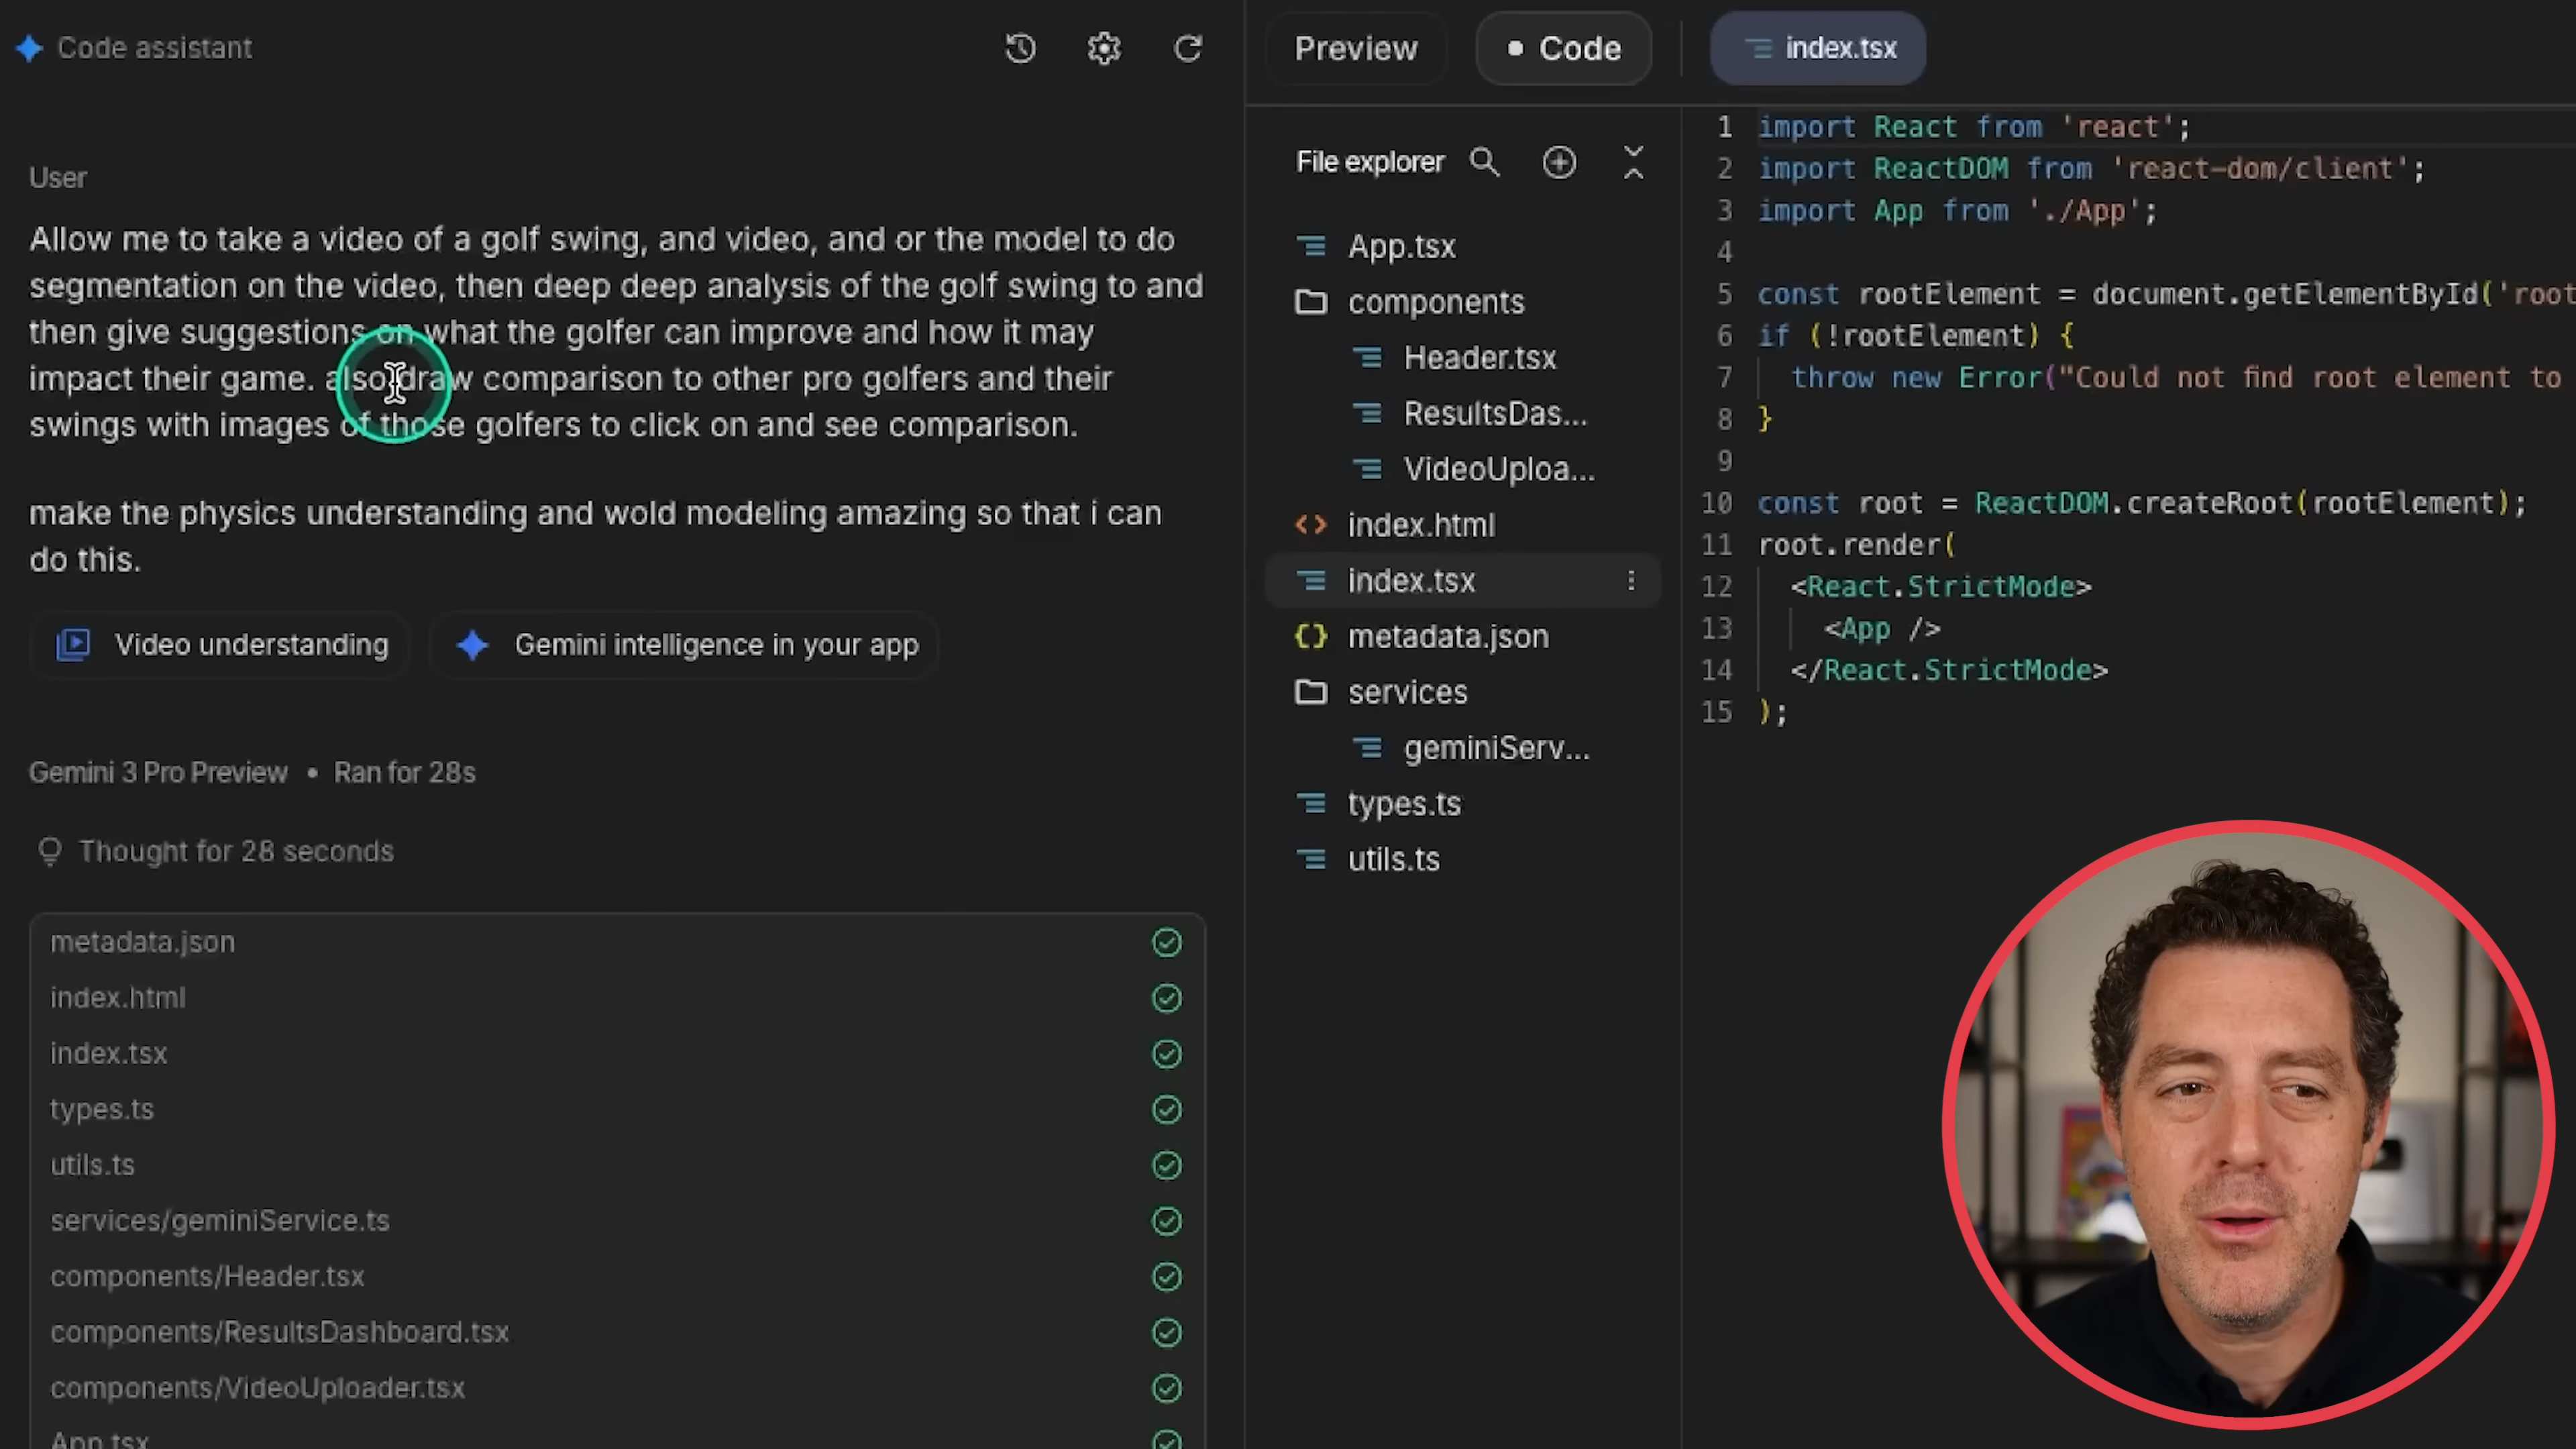 Code assistant
User
Allow me to take a video of a golf swing, and video, and or the model to do
segmentation on the video, then deep deep analysis of the golf swing to and
then give suggestions on what the golfer can improve and how it may
impact their game. also draw comparison to other pro golfers and their
swings with images of those golfers to click on and see comparison.
make the physics understanding and wold modeling amazing so that i can
do this.
Video understanding
Gemini intelligence in your app
Gemini 3 Pro Preview • Ran for 28s
Thought for 28 seconds
metadata.json
index.html
index.tsx
types.ts
utils.ts
services/geminiService.ts
components/Header.tsx
components/ResultsDashboard.tsx
components/VideoUploader.tsx
App.tsx
Preview
Code
index.tsx
File explorer
App.tsx
components
Header.tsx
ResultsDas...
VideoUploa...
index.html
index.tsx
metadata.json
services
geminiServ...
types.ts
utils.ts
1 import React from 'react';
2 import ReactDOM from 'react-dom/client';
3 import App from './App';
4
5 const rootElement = document.getElementById('root
6 if (!rootElement) {
7 throw new Error("Could not find root element to
8 }
9
10 const root = ReactDOM.createRoot(rootElement);
11 root.render(
12 <React.StrictMode>
13 <App />
14 </React.StrictMode>
15 );